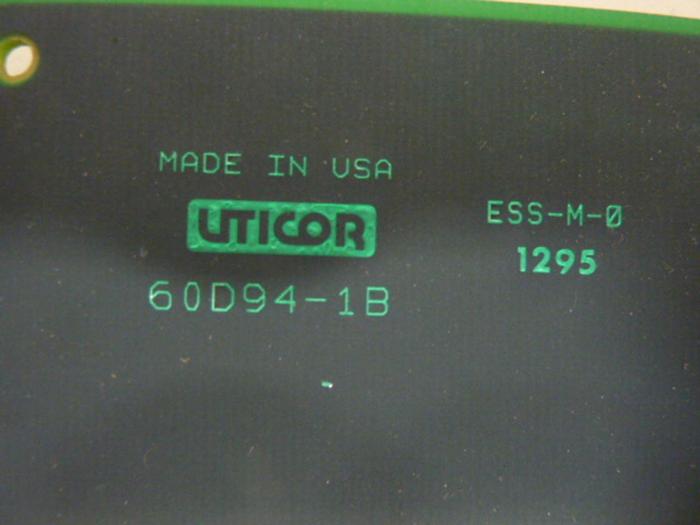 MADE IN USA
UTICOR
60D94-1B
ESS-M-0
1295